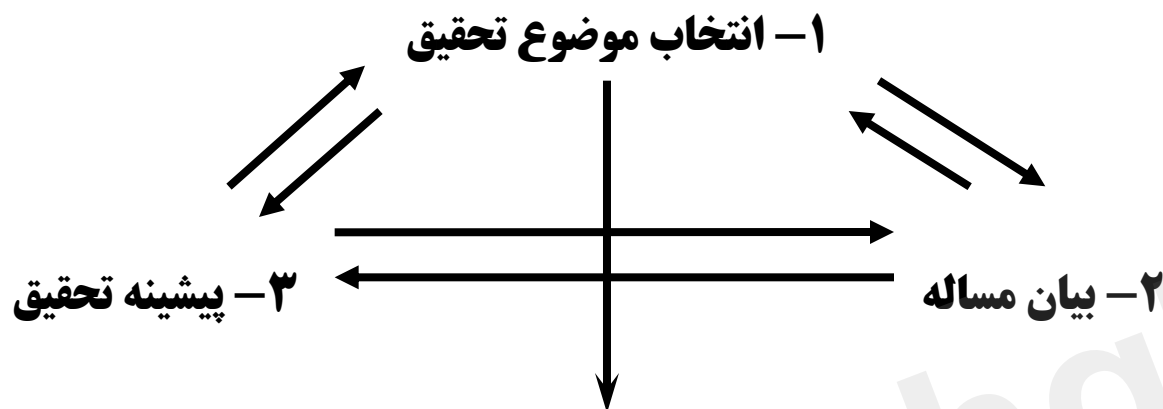 ۱– انتخاب موضوع تحقیق
۲– بیان مساله
۳– پیشینه تحقیق